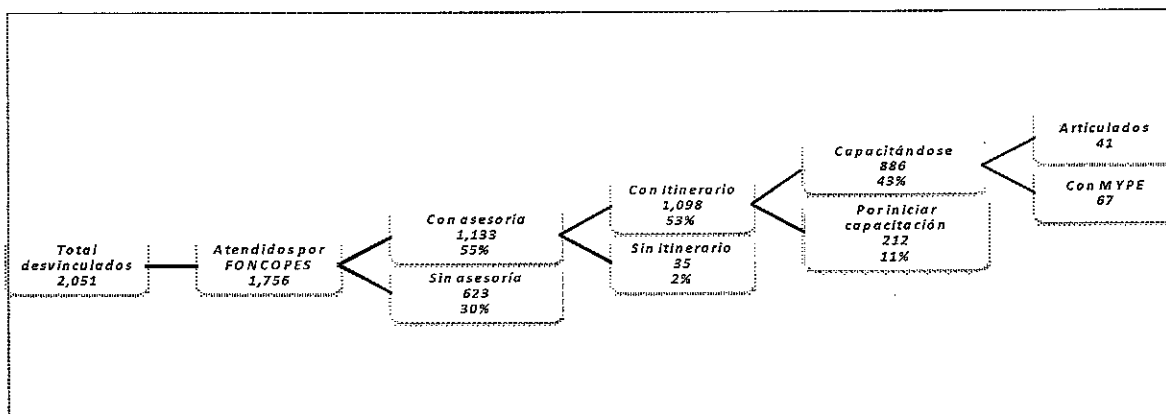 Total
desvinculados
2,051
Atendidos por
FONCOPES
1,756
Con asesoría
1,133
55%
Sin asesoría
623
30%
Con Itinerario
1,098
53%
Sin Itinerario
35
2%
Capacitándose
886
43%
Por iniciar
capacitación
212
11%
Articulados
41
Con MYPE
67